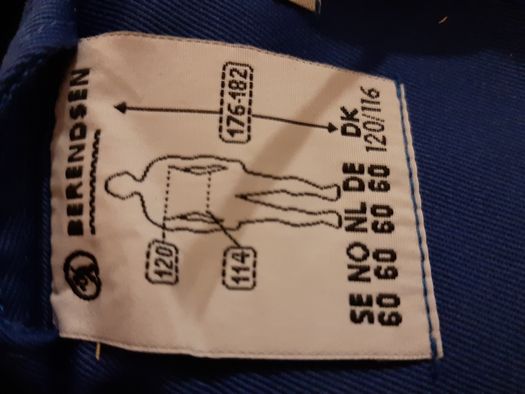 BERENDSEN
176-182
120
114
SE NO NL DE DK
60 60 60 60 120/116